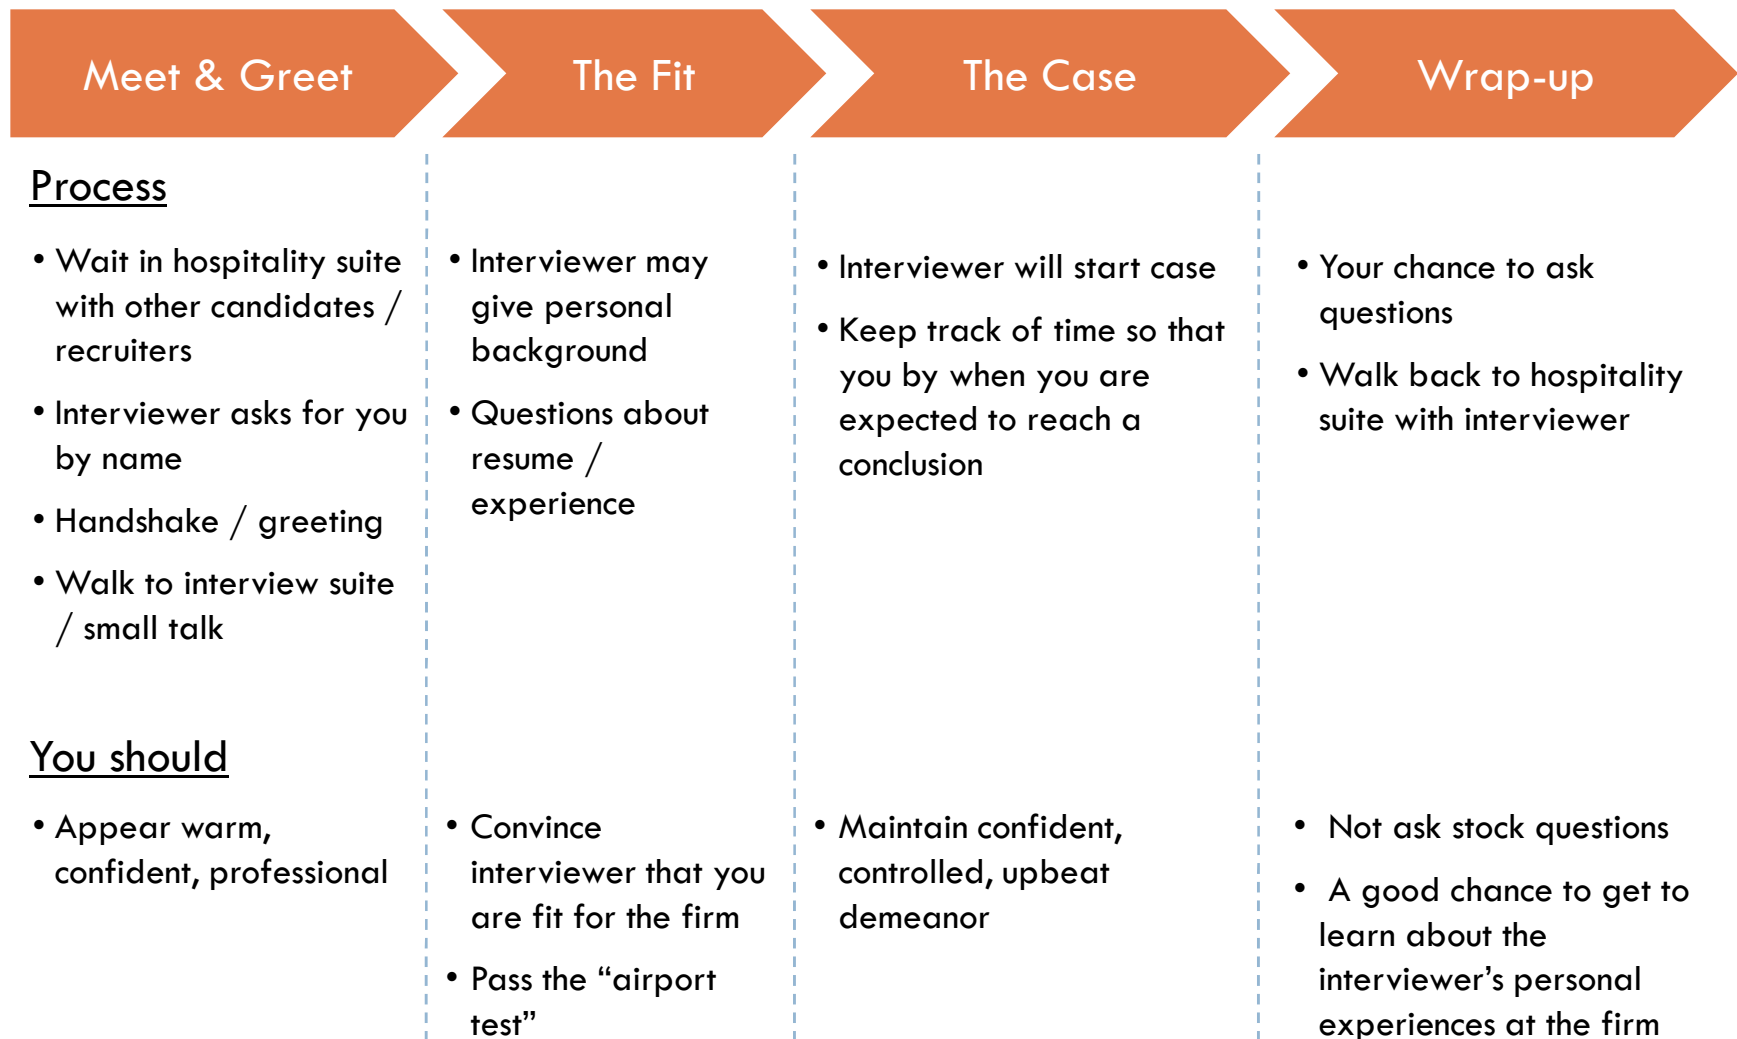 Meet & Greet
The Fit
The Case
Wrap-up
Process
• Wait in hospitality suite
with other candidates /
recruiters
• Interviewer asks for you
by name
• Handshake / greeting
• Walk to interview suite
/ small talk
• Interviewer may
give personal
background
• Questions about
resume /
experience
• Interviewer will start case
• Keep track of time so that
you by when you are
expected to reach a
conclusion
• Your chance to ask
questions
• Walk back to hospitality
suite with interviewer
You should
• Appear warm,
confident, professional
• Convince
interviewer that you
are fit for the firm
• Pass the “airport
test”
• Maintain confident,
controlled, upbeat
demeanor
• Not ask stock questions
• A good chance to get to
learn about the
interviewer’s personal
experiences at the firm